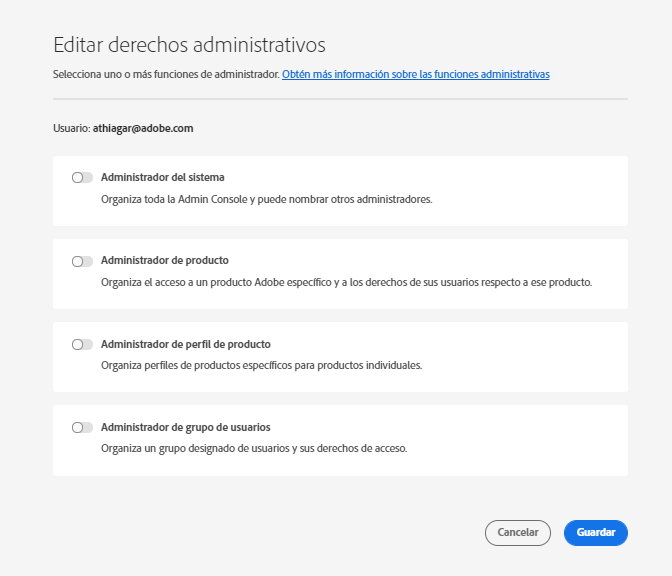 Editar derechos administrativos
Selecciona uno o más funciones de administrador. Obtén más información sobre las funciones administrativas
Usuario: athiagar@adobe.com
Administrador del sistema
Organiza toda la Admin Console y puede nombrar otros administradores.
Administrador de producto
Organiza el acceso a un producto Adobe específico y a los derechos de sus usuarios respecto a ese producto.
Administrador de perfil de producto
Organiza perfiles de productos específicos para productos individuales.
Administrador de grupo de usuarios
Organiza un grupo designado de usuarios y sus derechos de acceso.
Cancelar
Guardar